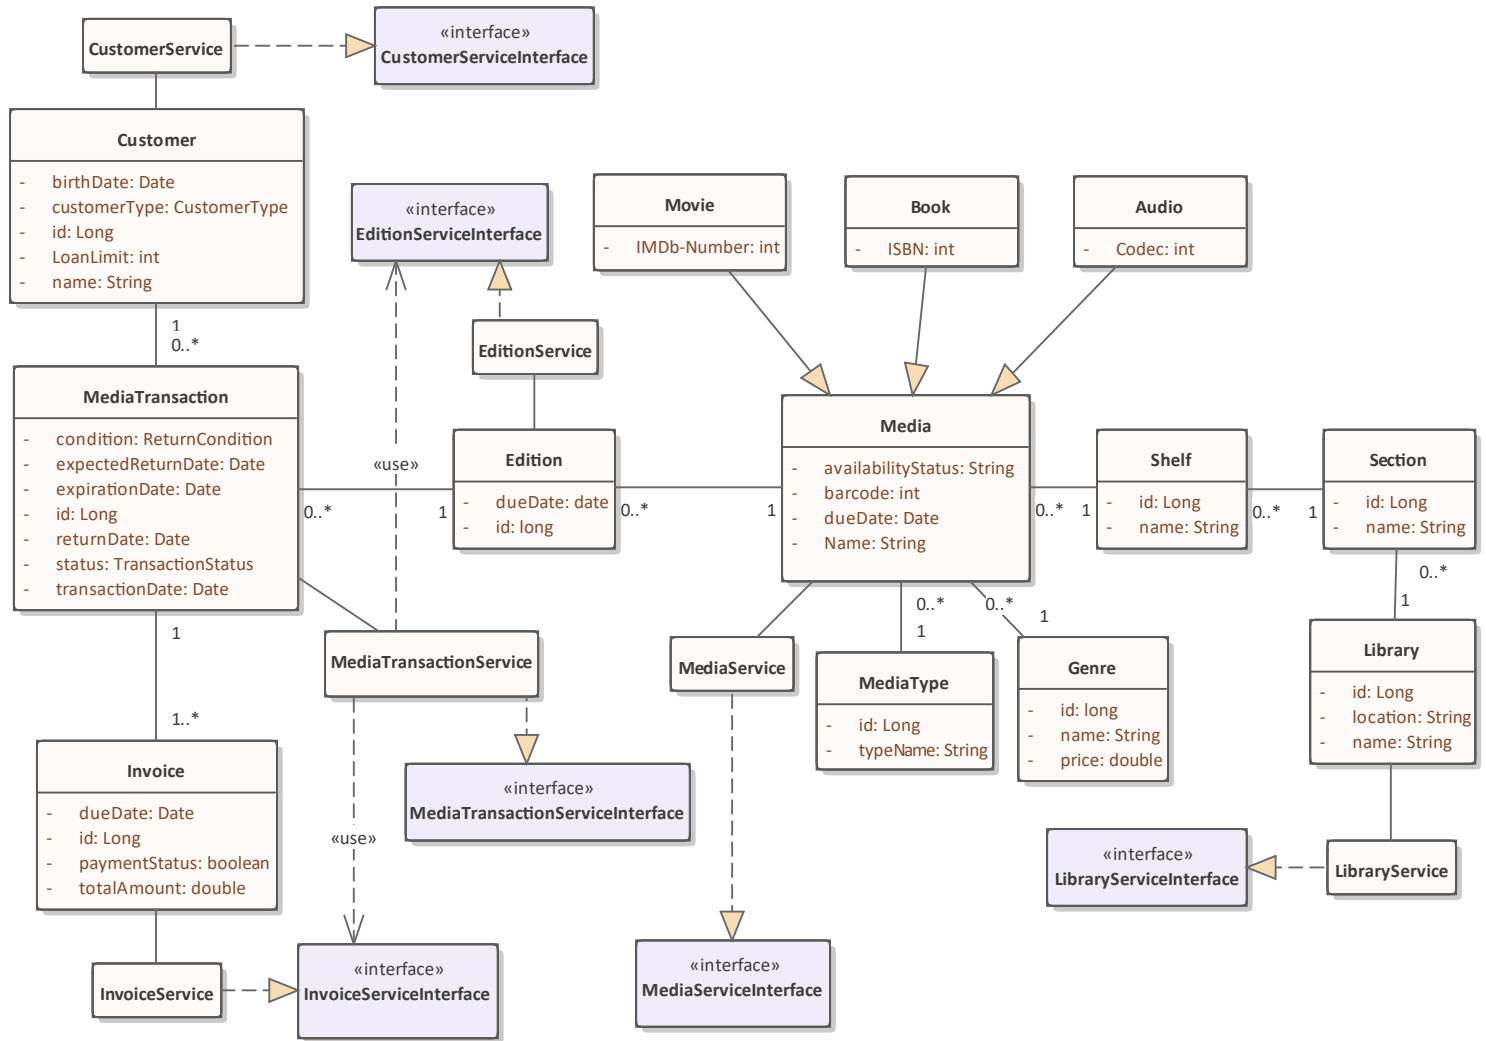 CustomerService
«interface»
CustomerServiceInterface
Customer
- birthDate: Date
- customerType: CustomerType
- id: Long
- LoanLimit: int
- name: String
1
0..*
«interface»
EditionServiceInterface
EditionService
Movie
- IMDb-Number: int
Book
- ISBN: int
Audio
- Codec: int
MediaTransaction
- condition: ReturnCondition
- expectedReturnDate: Date
- expirationDate: Date
- id: Long
- returnDate: Date
- status: TransactionStatus
- transactionDate: Date
«use»
0..*
1
Edition
- dueDate: date
- id: long
0..*
1
Media
- availabilityStatus: String
- barcode: int
- dueDate: Date
- Name: String
0..*
1
Shelf
- id: Long
- name: String
0..*
1
Section
- id: Long
- name: String
0..*
1
1
1..*
MediaTransactionService
MediaService
0..*
1
0..*
1
MediaType
- id: Long
- typeName: String
Genre
- id: long
- name: String
- price: double
Library
- id: Long
- location: String
- name: String
Invoice
- dueDate: Date
- id: Long
- paymentStatus: boolean
- totalAmount: double
«use»
«interface»
MediaTransactionServiceInterface
«interface»
LibraryServiceInterface
LibraryService
InvoiceService
«interface»
InvoiceServiceInterface
«interface»
MediaServiceInterface